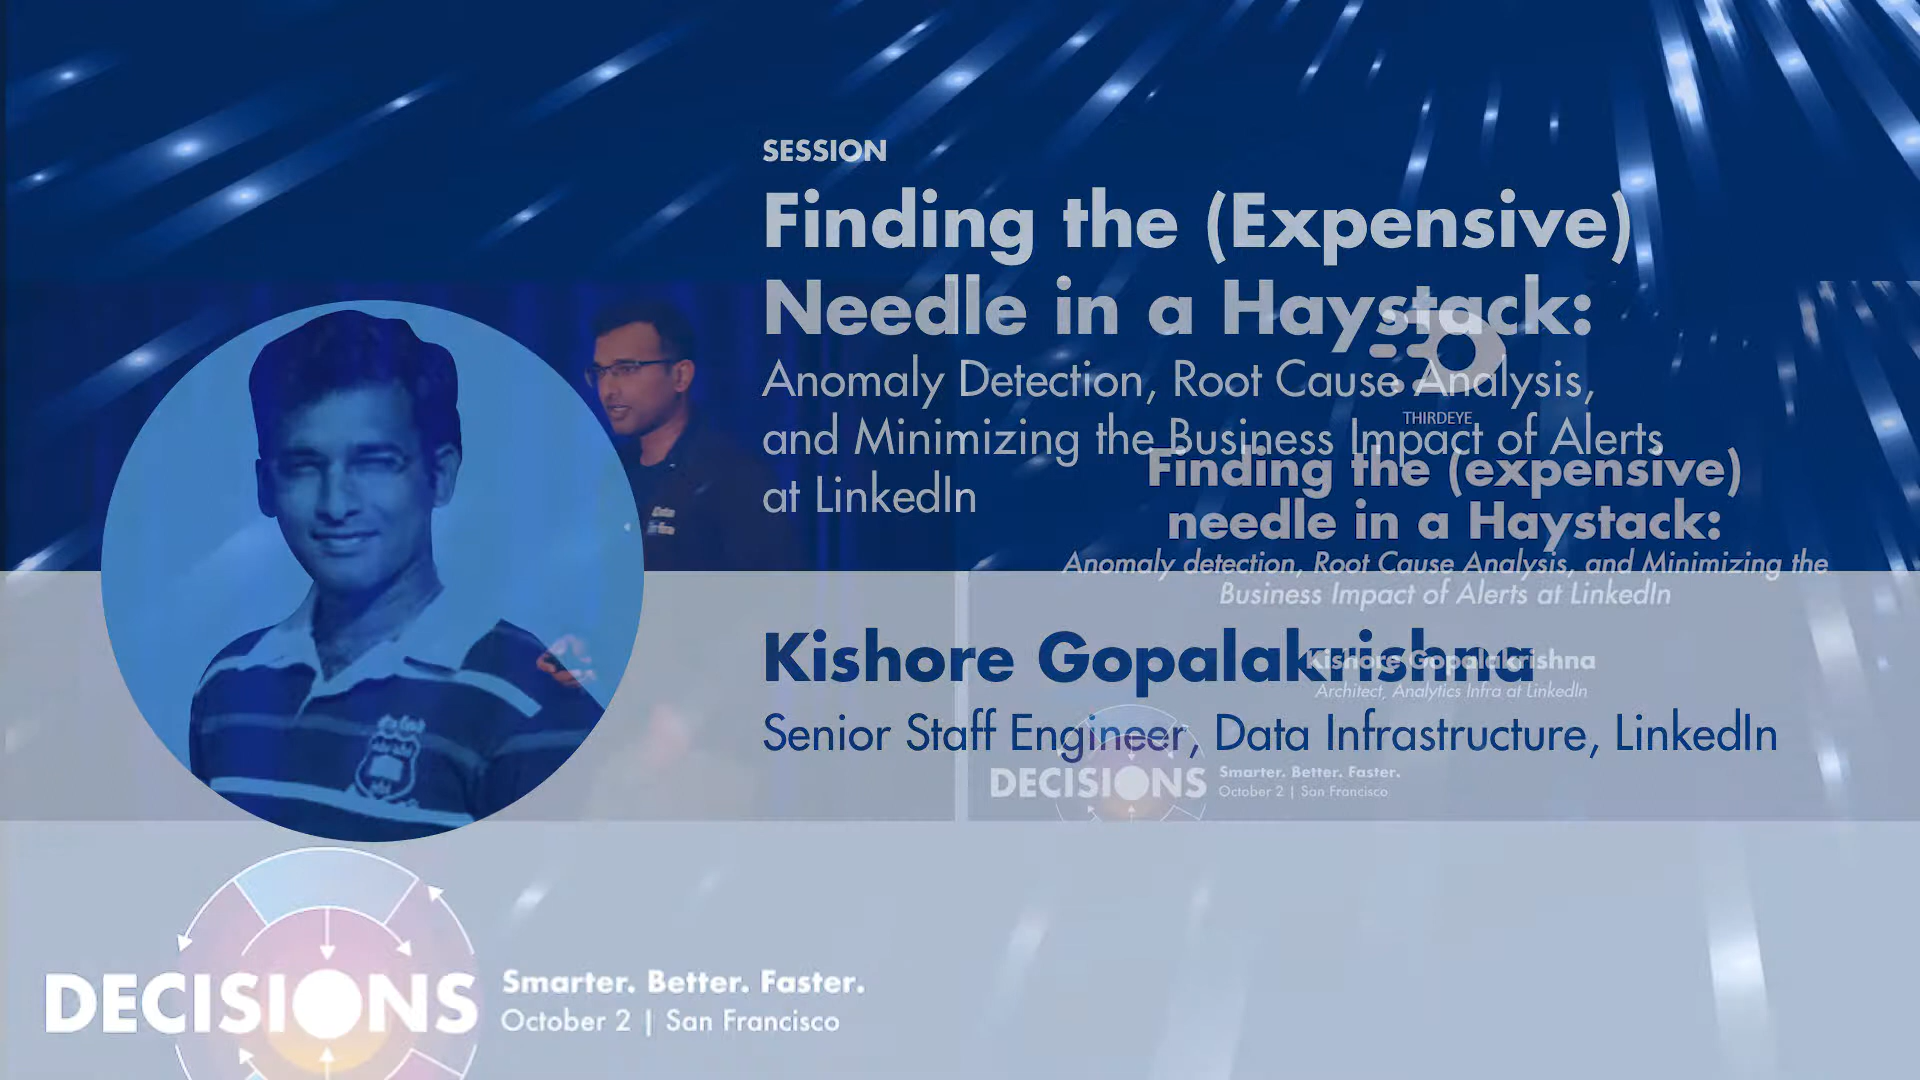 SESSION
Finding the (Expensive)
Needle in a Haystack:
Anomaly Detection, Root Cause Analysis,
and Minimizing the Business Impact of Alerts
at LinkedIn
Kishore Gopalakrishna
Senior Staff Engineer, Data Infrastructure, LinkedIn
THIRDEYE
Finding the (expensive)
needle in a Haystack:
Anomaly detection, Root Cause Analysis, and Minimizing the
Business Impact of Alerts at LinkedIn
Kishore Gopalakrishna
Architect, Analytics Infra at LinkedIn
DECISIONS
Smarter. Better. Faster.
October 2 | San Francisco
DECISIONS
Smarter. Better. Faster.
October 2 | San Francisco